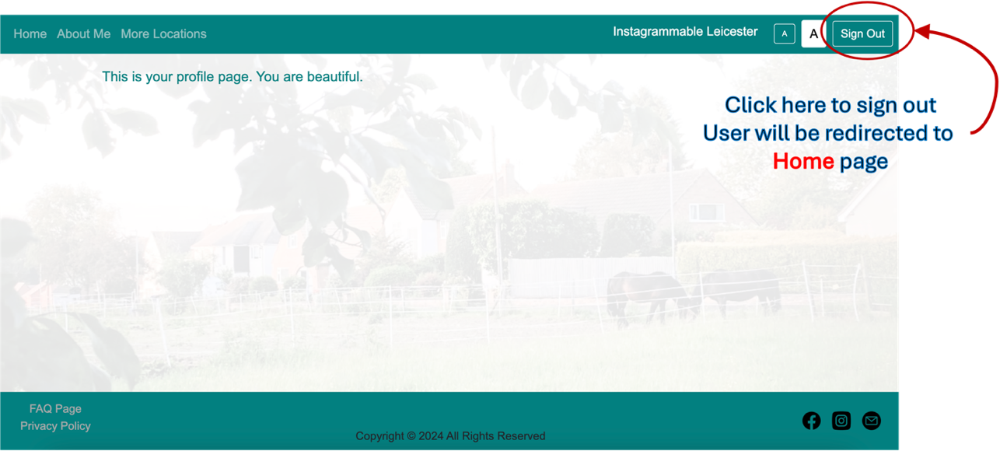 Home About Me More Locations
Instagrammable Leicester A A Sign Out
This is your profile page. You are beautiful.
Click here to sign out
User will be redirected to
Home page
FAQ Page
Privacy Policy
Copyright © 2024 All Rights Reserved